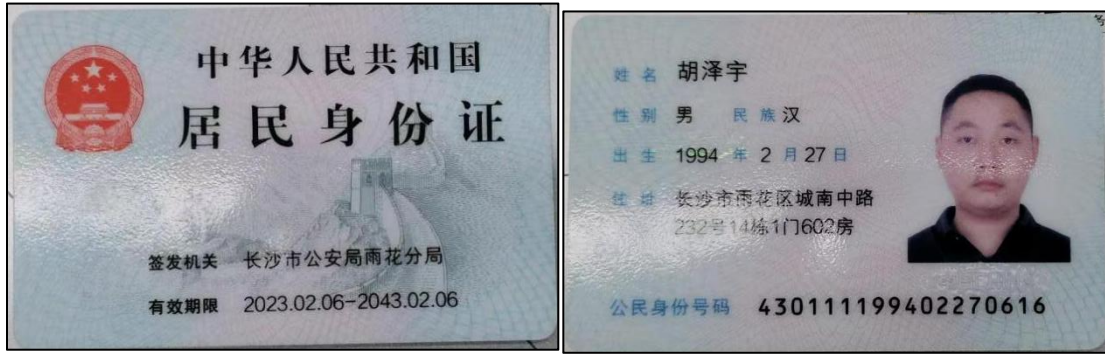 中华人民共和国
居民身份证
签发机关 长沙市公安局雨花分局
有效期限 2023.02.06-2043.02.06
姓名 胡泽宇
性别 男 民族 汉
出生 1994 年 2 月 27 日
住址 长沙市雨花区城南中路
232号14栋1门602房
公民身份号码 430111199402270616